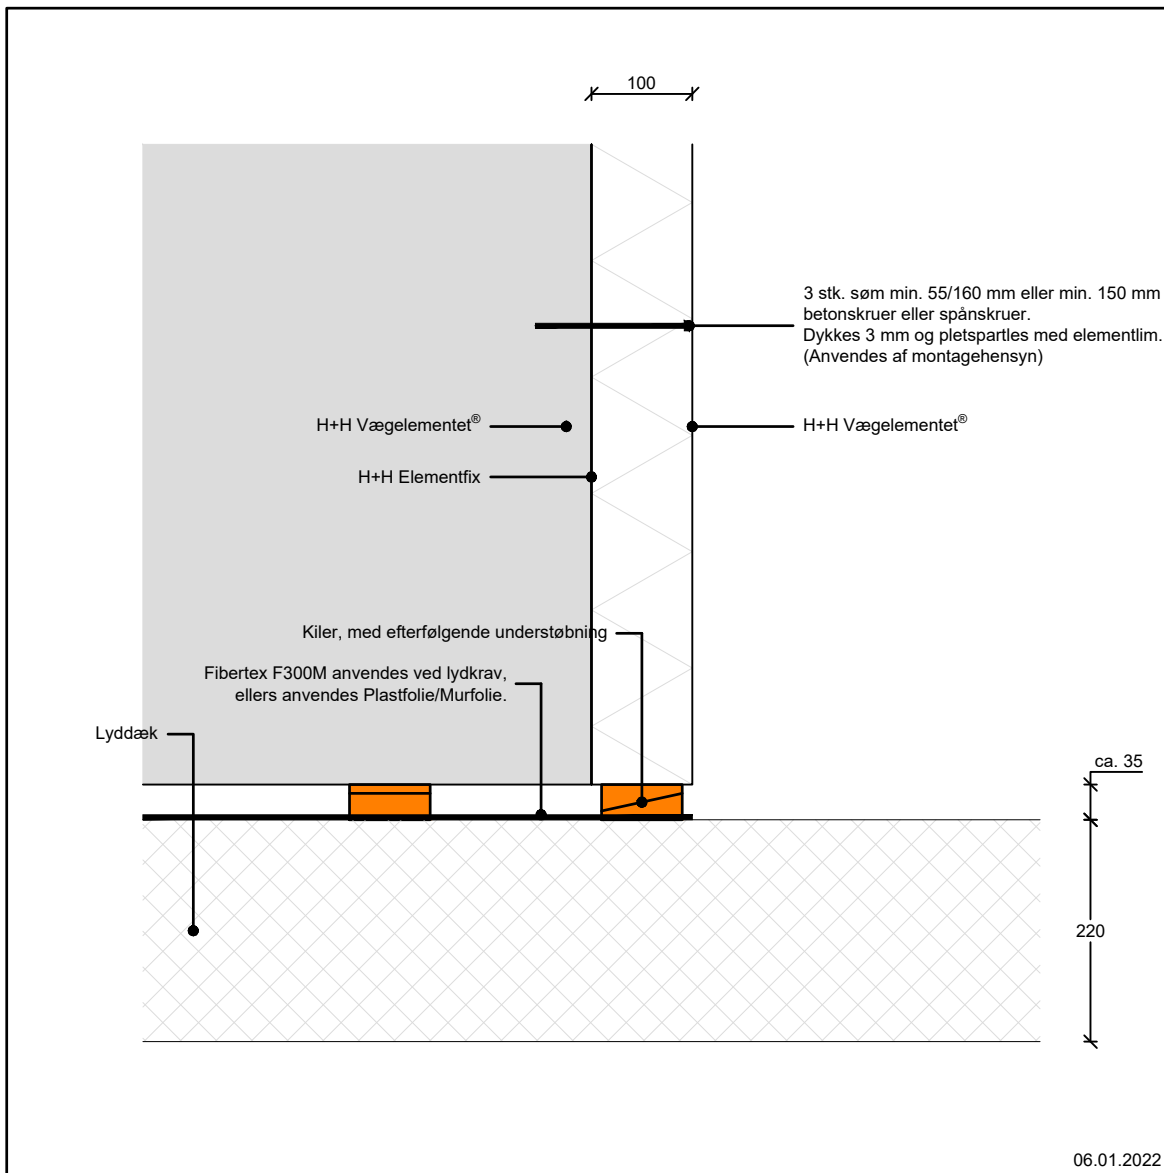 100
3 stk. søm min. 55/160 mm eller min. 150 mm
betonskruer eller spånskruer.
Dykkes 3 mm og pletspartles med elementlim.
(Anvendes af montagehensyn)
H+H Vægelementet®
H+H Vægelementet®
H+H Elementfix
Kiler, med efterfølgende understøbning
Fibertex F300M anvendes ved lydkrav,
ellers anvendes Plastfolie/Murfolie.
Lyddæk
ca. 35
220
06.01.2022